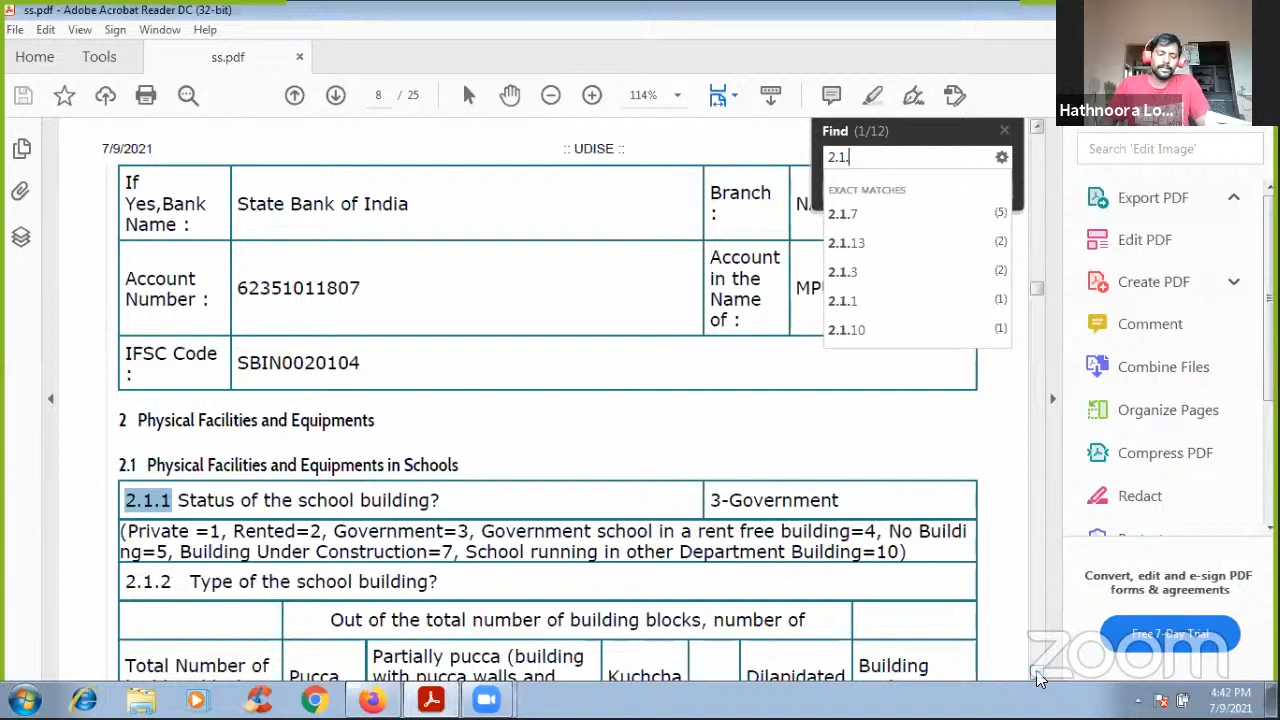 ss.pdf - Adobe Acrobat Reader DC (32-bit)
File Edit View Sign Window Help
Home Tools ss.pdf
8 / 25
114%
Hathnoora Lo...
7/9/2021 :: UDISE ::
Find (1/12)
2.1.
EXACT MATCHES
2.1.7 (5)
2.1.13 (2)
2.1.3 (2)
2.1.1 (1)
2.1.10 (1)
If
Yes,Bank
Name :
State Bank of India
Branch
:
Account
Number :
62351011807
Account
in the
Name
of :
IFSC Code
:
SBIN0020104
2 Physical Facilities and Equipments
2.1 Physical Facilities and Equipments in Schools
2.1.1 Status of the school building? 3-Government
(Private =1, Rented=2, Government=3, Government school in a rent free building=4, No Buildi
ng=5, Building Under Construction=7, School running in other Department Building=10)
2.1.2 Type of the school building?
Out of the total number of building blocks, number of
Total Number of
Pucca
Partially pucca (building
with pucca walls and
Kuchcha
Dilapidated
Building
Search 'Edit Image'
Export PDF
Edit PDF
Create PDF
Comment
Combine Files
Organize Pages
Compress PDF
Redact
Convert, edit and e-sign PDF
forms & agreements
Free 7-Day Trial
zoom
4:42 PM
7/9/2021